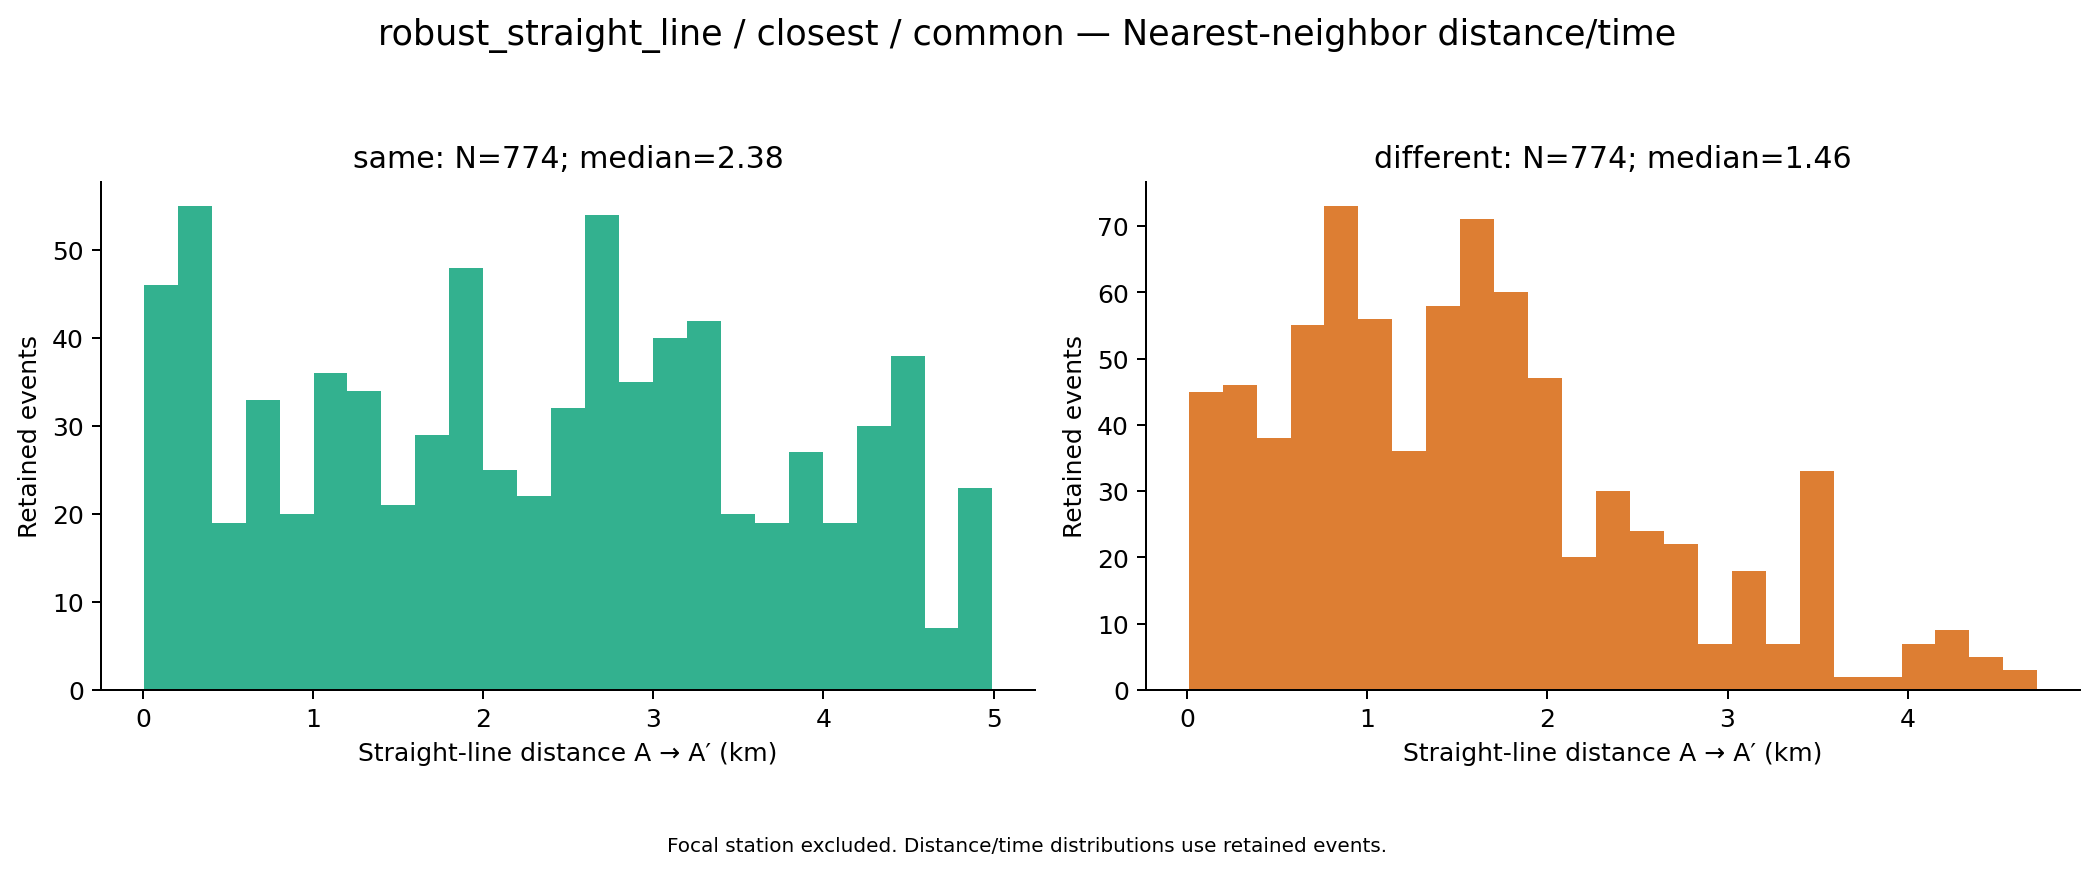 robust_straight_line / closest / common — Nearest-neighbor distance/time
same: N=774; median=2.38
Retained events
50
40
30
20
10
0
0 1 2 3 4 5
Straight-line distance A → A′ (km)
different: N=774; median=1.46
Retained events
70
60
50
40
30
20
10
0
0 1 2 3 4
Straight-line distance A → A′ (km)
Focal station excluded. Distance/time distributions use retained events.